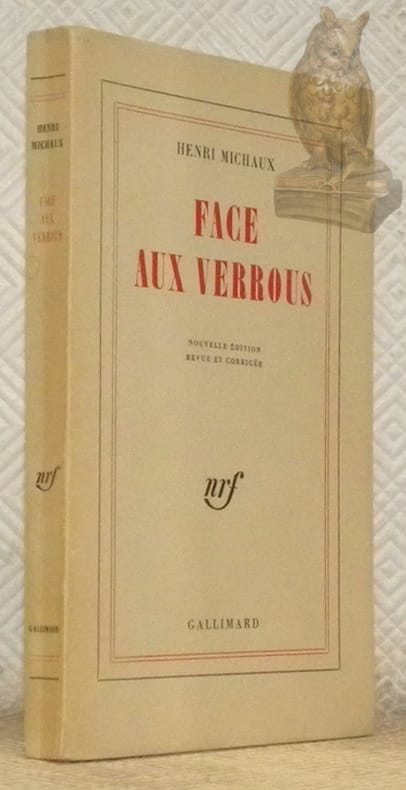 HENRI
MICHAUX
FACE
AUX
VERROUS
nrf
GALLIMARD
HENRI MICHAUX
FACE
AUX VERROUS
NOUVELLE ÉDITION
REVUE ET CORRIGÉE
nrf
GALLIMARD